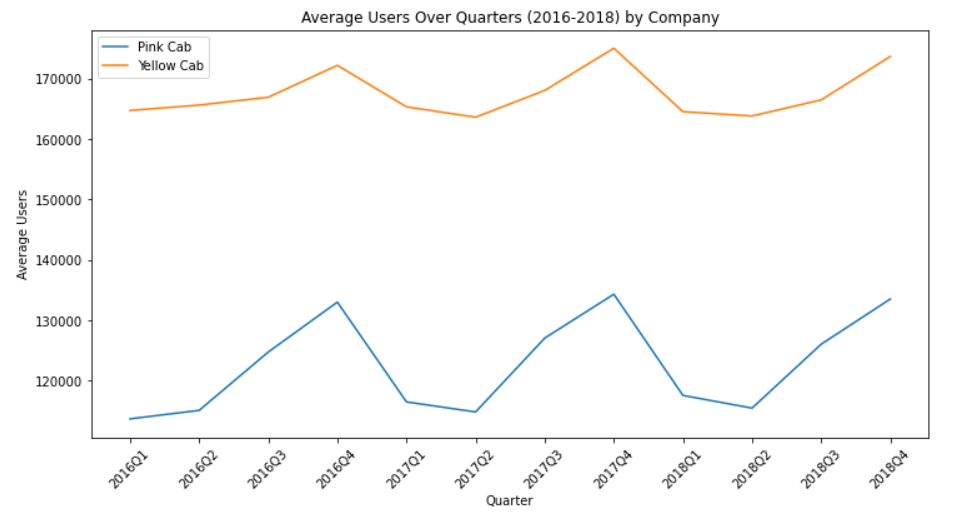 Average Users Over Quarters (2016-2018) by Company
Pink Cab
Yellow Cab
170000
160000
150000
140000
130000
120000
Average Users
2016Q1
2016Q2
2016Q3
2016Q4
2017Q1
2017Q2
2017Q3
2017Q4
2018Q1
2018Q2
2018Q3
2018Q4
Quarter